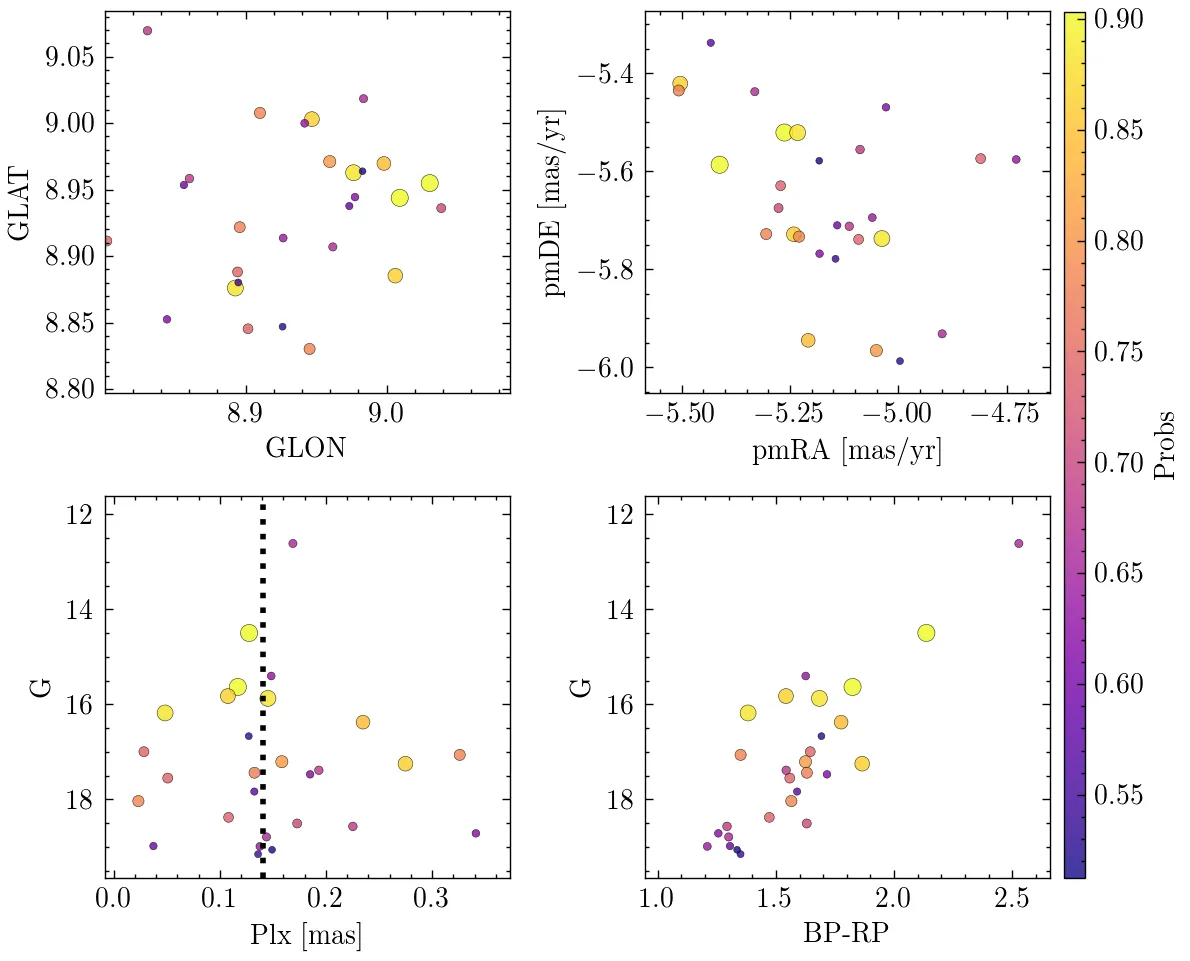 9.05
9.00
8.95
8.90
8.85
8.80
GLAT
8.9 9.0
GLON
−5.4
−5.6
−5.8
−6.0
pmDE [mas/yr]
−5.50 −5.25 −5.00 −4.75
pmRA [mas/yr]
0.90
0.85
0.80
0.75
0.70
0.65
0.60
0.55
Probs
12
14
16
18
G
0.0 0.1 0.2 0.3
Plx [mas]
12
14
16
18
G
1.0 1.5 2.0 2.5
BP-RP